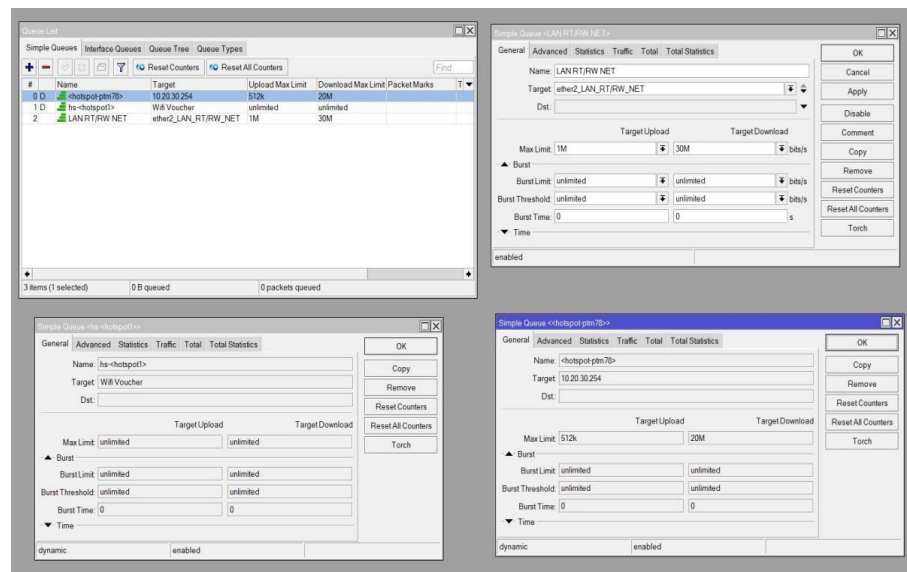 Queue List
Simple Queues Interface Queues Queue Tree Queue Types
Reset Counters Reset All Counters Find
# Name Target Upload Max Limit Download Max Limit Packet Marks T
0 D <hotspot-ptm78> 10.20.30.254 512k 20M
1 D hs-<hotspot1> Wifi Voucher unlimited unlimited
2 LAN RT/RW NET ether2_LAN_RT/RW_NET 1M 30M
3 items (1 selected) 0 B queued 0 packets queued
Simple Queue <LAN RT/RW NET>
General Advanced Statistics Traffic Total Total Statistics
Name: LAN RT/RW NET
Target: ether2_LAN_RT/RW_NET
Dst:
Target Upload Target Download
Max Limit: 1M 30M bits/s
Burst
Burst Limit: unlimited unlimited bits/s
Burst Threshold: unlimited unlimited bits/s
Burst Time: 0 0 s
Time
enabled
OK
Cancel
Apply
Disable
Comment
Copy
Remove
Reset Counters
Reset All Counters
Torch
Simple Queue <hs-<hotspot1>>
General Advanced Statistics Traffic Total Total Statistics
Name: hs-<hotspot1>
Target: Wifi Voucher
Dst:
Target Upload Target Download
Max Limit: unlimited unlimited
Burst
Burst Limit: unlimited unlimited
Burst Threshold: unlimited unlimited
Burst Time: 0 0
Time
dynamic enabled
OK
Copy
Remove
Reset Counters
Reset All Counters
Torch
Simple Queue <<hotspot-ptm78>>
General Advanced Statistics Traffic Total Total Statistics
Name: <hotspot-ptm78>
Target: 10.20.30.254
Dst:
Target Upload Target Download
Max Limit: 512k 20M
Burst
Burst Limit: unlimited unlimited
Burst Threshold: unlimited unlimited
Burst Time: 0 0
Time
dynamic enabled
OK
Copy
Remove
Reset Counters
Reset All Counters
Torch